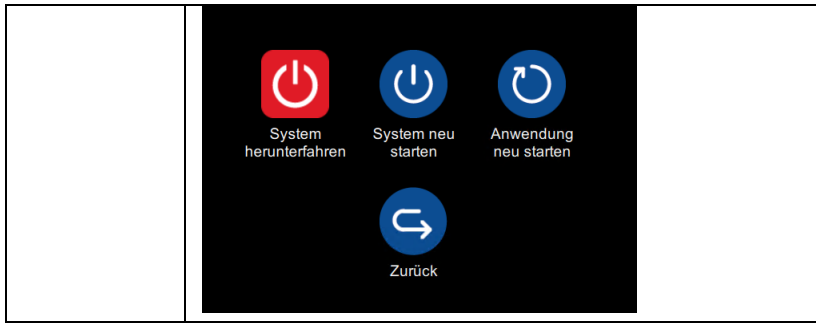 System
herunterfahren
System neu
starten
Anwendung
neu starten
Zurück